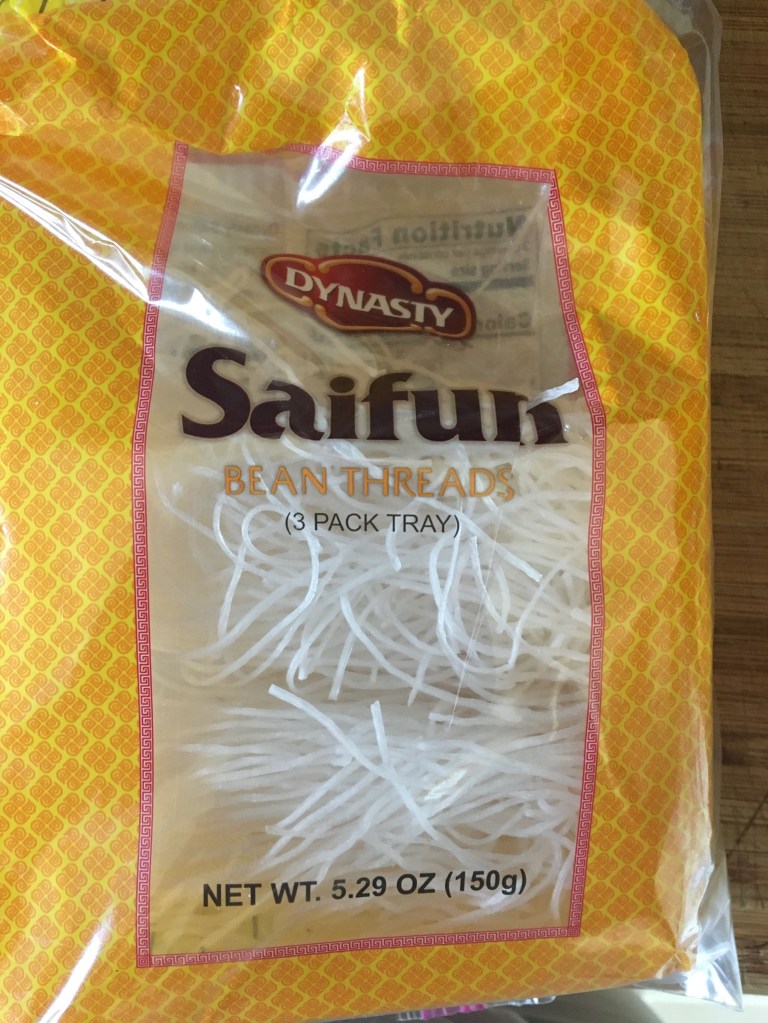 Nutrition Facts
DYNASTY
Saifun
BEAN THREADS
(3 PACK TRAY)
NET WT. 5.29 OZ (150g)